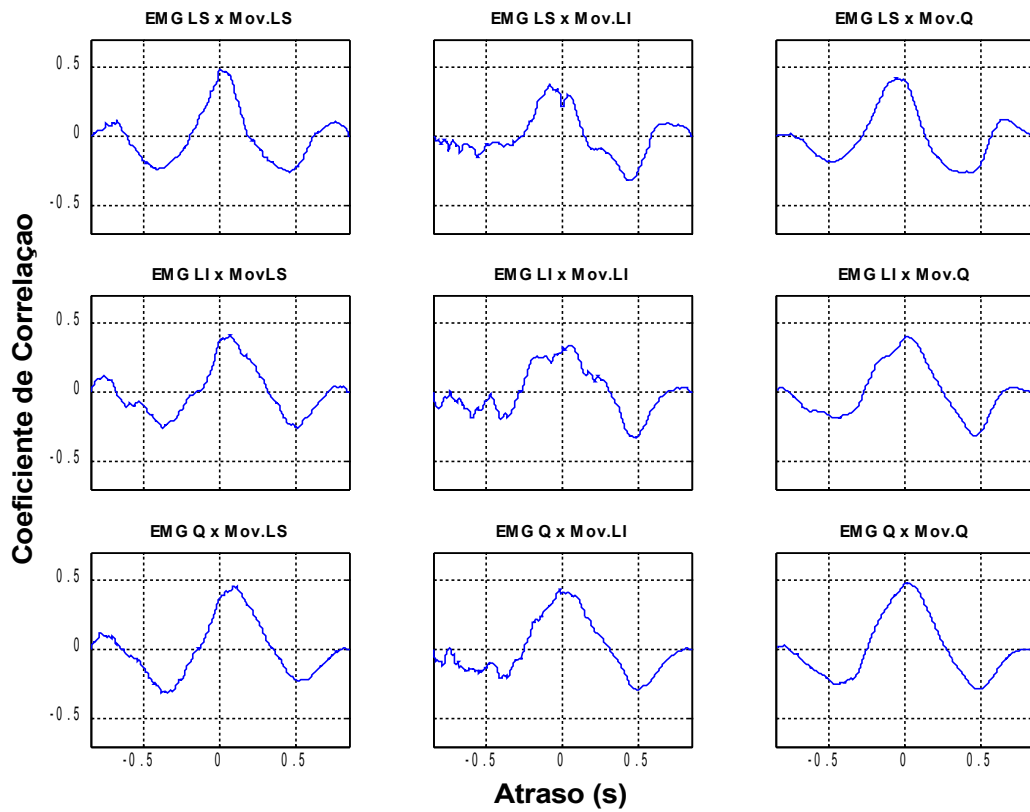 EMG LS x Mov.LS
EMG LS x Mov.LI
EMG LS x Mov.Q
0.5
0
-0.5
EMG LI x MovLS
EMG LI x Mov.LI
EMG LI x Mov.Q
0.5
0
-0.5
EMG Q x Mov.LS
EMG Q x Mov.LI
EMG Q x Mov.Q
0.5
0
-0.5
-0.5 0 0.5
-0.5 0 0.5
-0.5 0 0.5
Coeficiente de Correlaçao
Atraso (s)